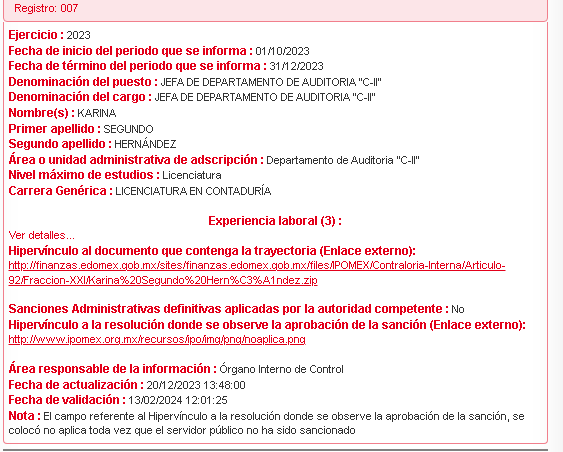 Registro: 007
Ejercicio : 2023
Fecha de inicio del periodo que se informa : 01/10/2023
Fecha de término del periodo que se informa : 31/12/2023
Denominación del puesto : JEFA DE DEPARTAMENTO DE AUDITORIA "C-II"
Denominación del cargo : JEFA DE DEPARTAMENTO DE AUDITORIA "C-II"
Nombre(s) : KARINA
Primer apellido : SEGUNDO
Segundo apellido : HERNÁNDEZ
Área o unidad administrativa de adscripción : Departamento de Auditoria "C-II"
Nivel máximo de estudios : Licenciatura
Carrera Genérica : LICENCIATURA EN CONTADURÍA
Experiencia laboral (3) :
Ver detalles...
Hipervínculo al documento que contenga la trayectoria (Enlace externo):
http://finanzas.edomex.gob.mx/sites/finanzas.edomex.gob.mx/files/IPOMEX/Contraloria-Interna/Articulo-
92/Fraccion-XXI/Karina%20Segundo%20Hern%C3%A1ndez.zip
Sanciones Administrativas definitivas aplicadas por la autoridad competente : No
Hipervínculo a la resolución donde se observe la aprobación de la sanción (Enlace externo):
http://www.ipomex.org.mx/recursos/ipo/img/png/noaplica.png
Área responsable de la información : Órgano Interno de Control
Fecha de actualización : 20/12/2023 13:48:00
Fecha de validación : 13/02/2024 12:01:25
Nota : El campo referente al Hipervínculo a la resolución donde se observe la aprobación de la sanción, se
colocó no aplica toda vez que el servidor público no ha sido sancionado